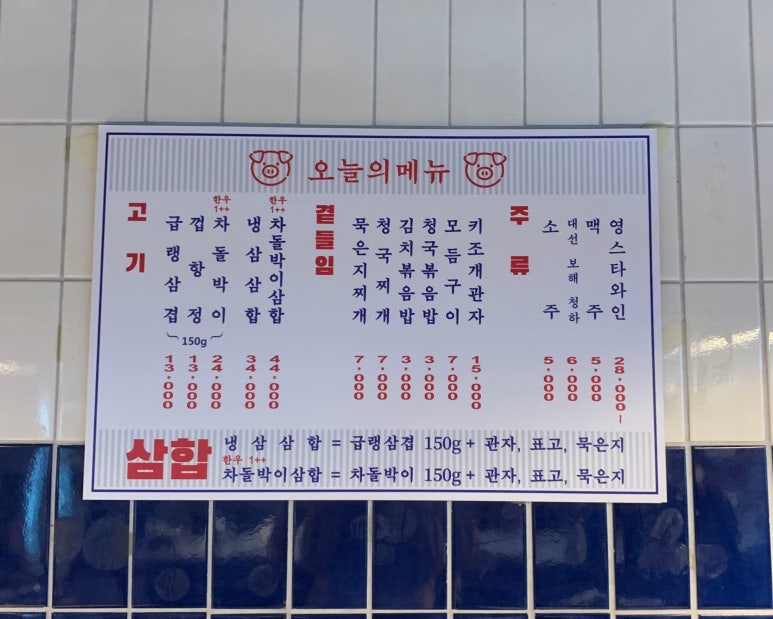 오늘의메뉴
고기
급랭삼겹
13,000
껍항정
13,000
한우 1++
차돌박이
24,000
150g
냉삼삼합
34,000
한우 1++
차돌박이삼합
44,000
곁들임
묵은지찌개
7,000
청국찌개
7,000
김치볶음밥
3,000
청국볶음밥
3,000
모듬구이
7,000
키조개관자
15,000
주류
소주
5,000
대선 보해 청하
6,000
맥주
5,000
영스타와인
28,000~
삼합
냉삼삼합 = 급랭삼겹 150g + 관자, 표고, 묵은지
한우 1++
차돌박이삼합 = 차돌박이 150g + 관자, 표고, 묵은지